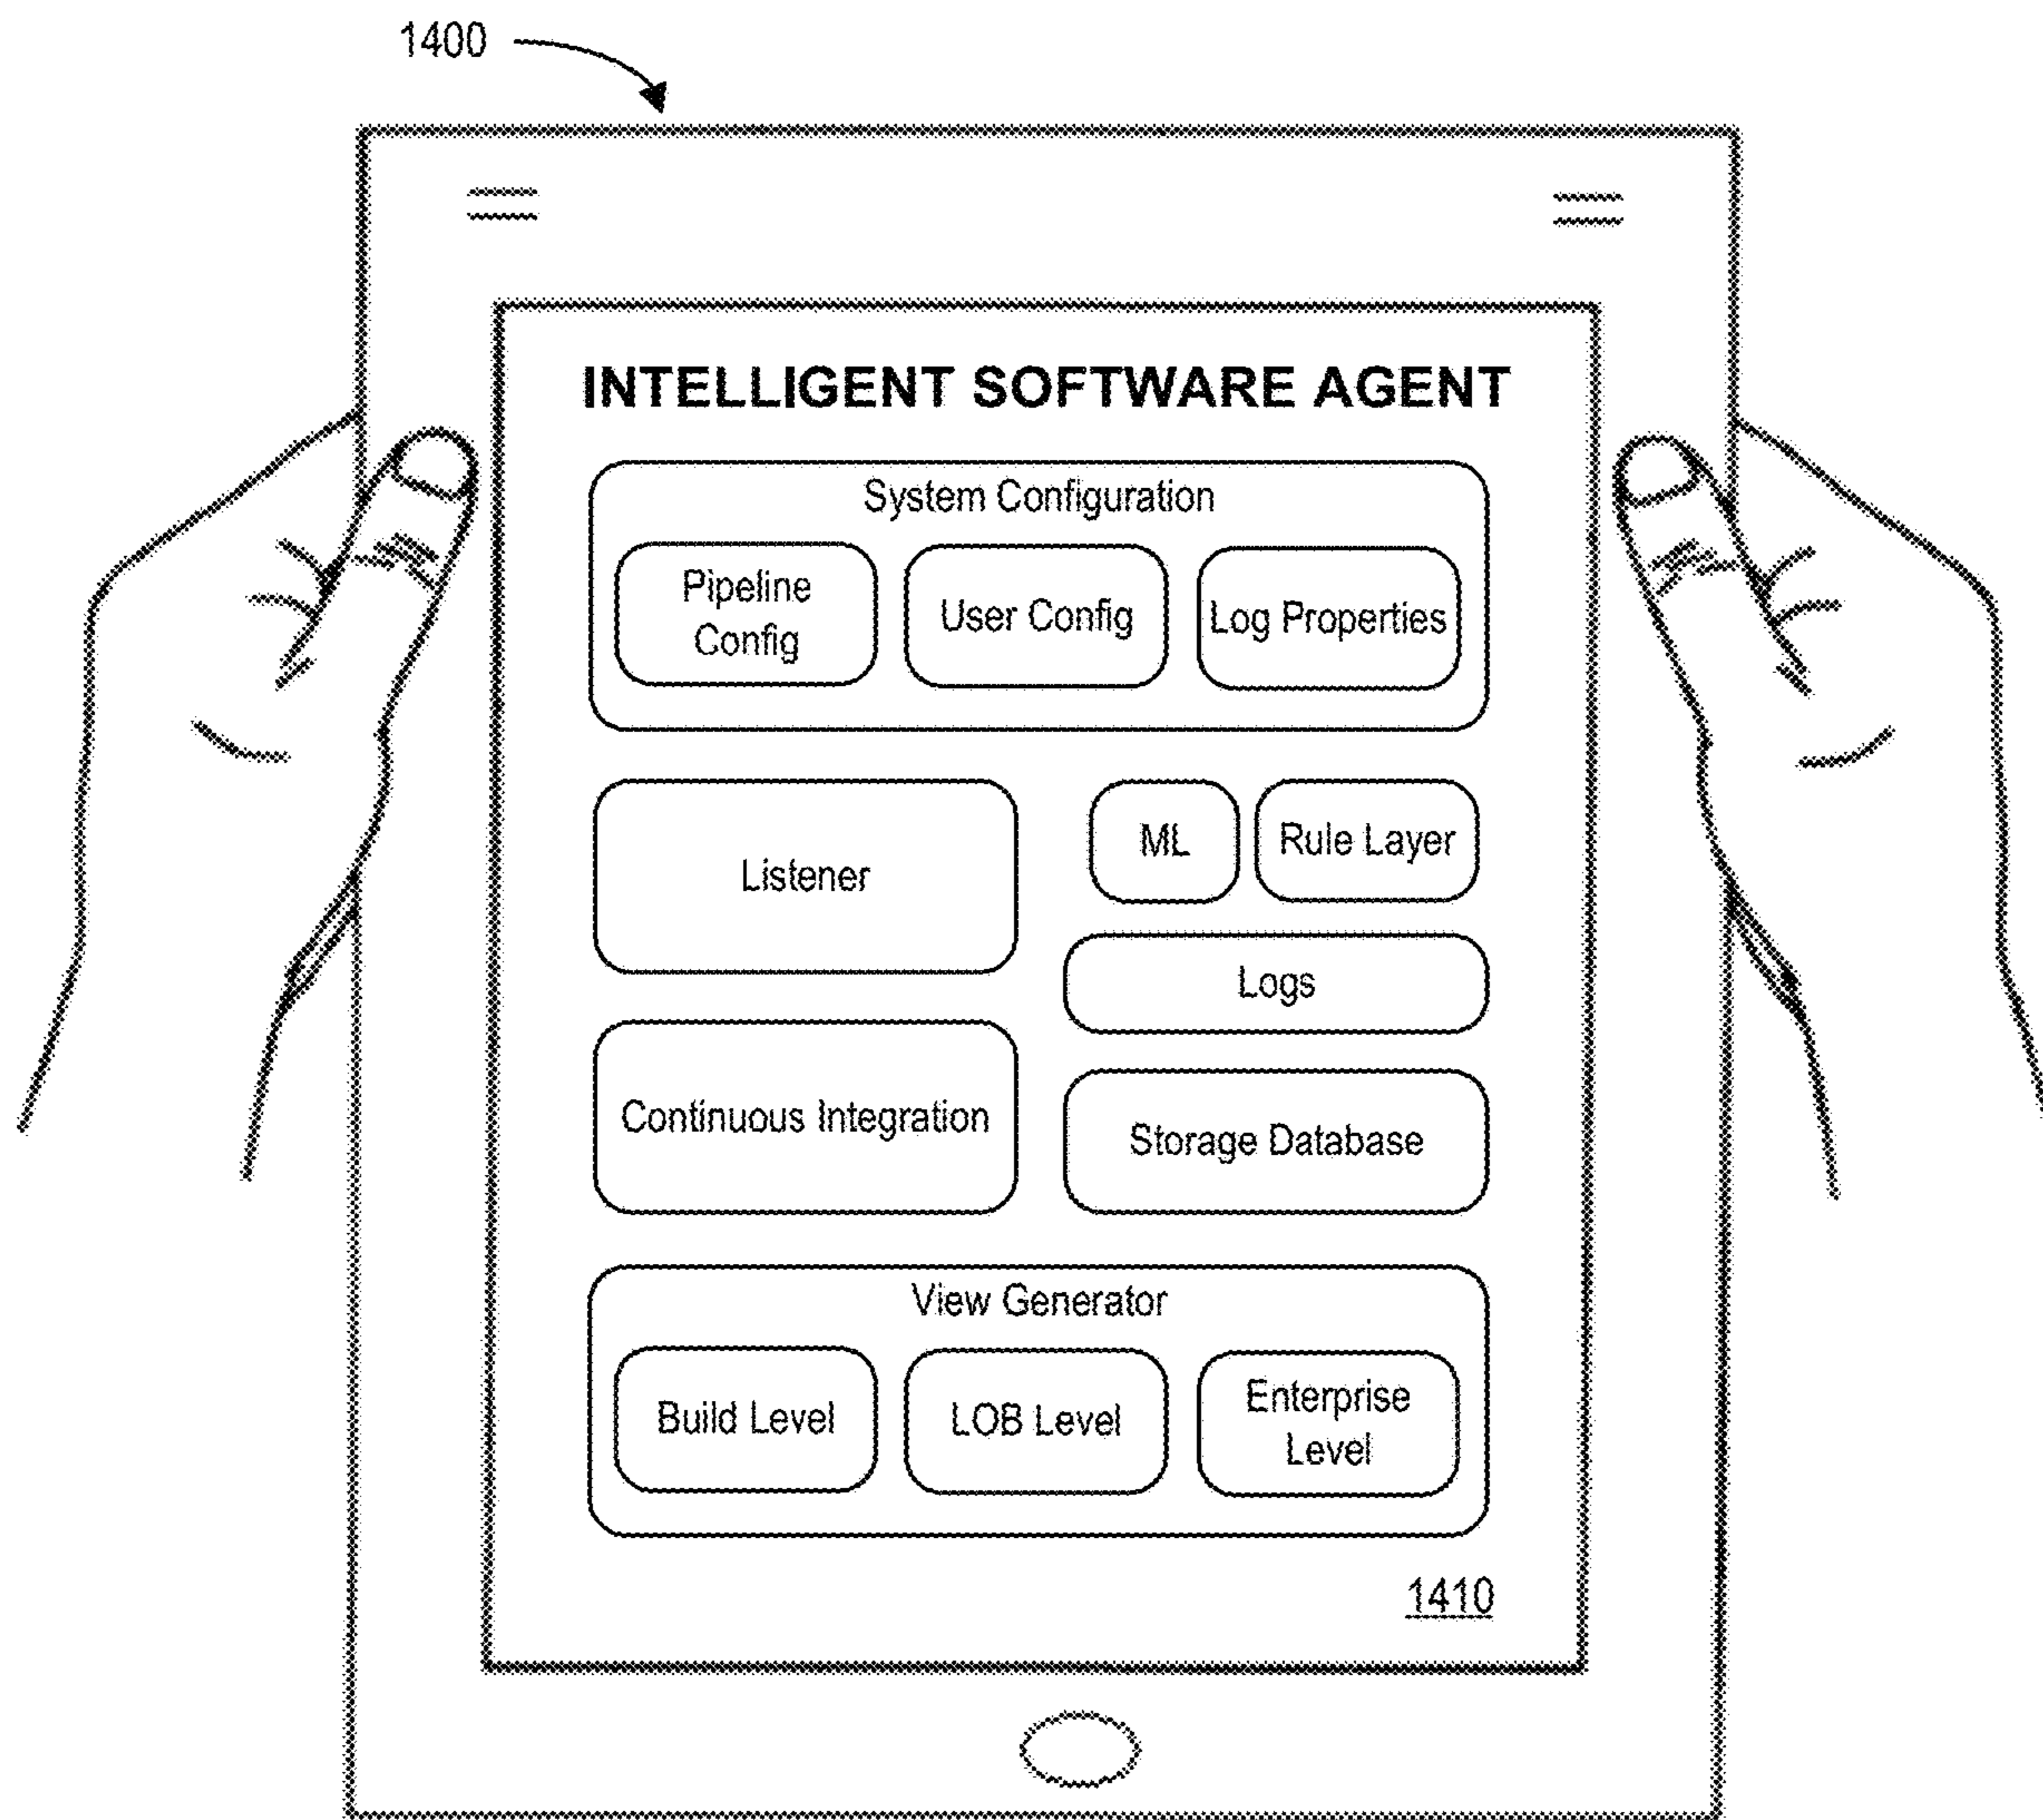 1400
INTELLIGENT SOFTWARE AGENT
System Configuration
Pipeline
Config
User Config
Log Properties
Listener
ML
Rule Layer
Logs
Continuous Integration
Storage Database
View Generator
Build Level
LOB Level
Enterprise
Level
1410